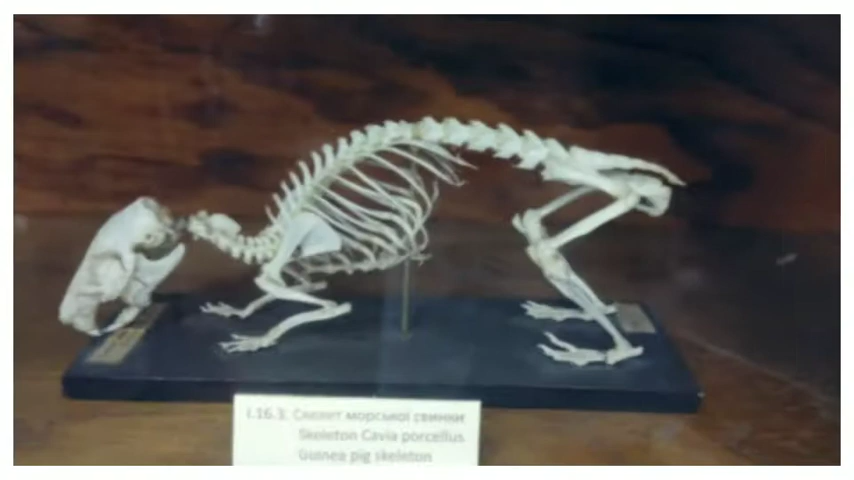 I.16.3. Скелет морської свинки
Skeleton Cavia porcellus
Guinea pig skeleton